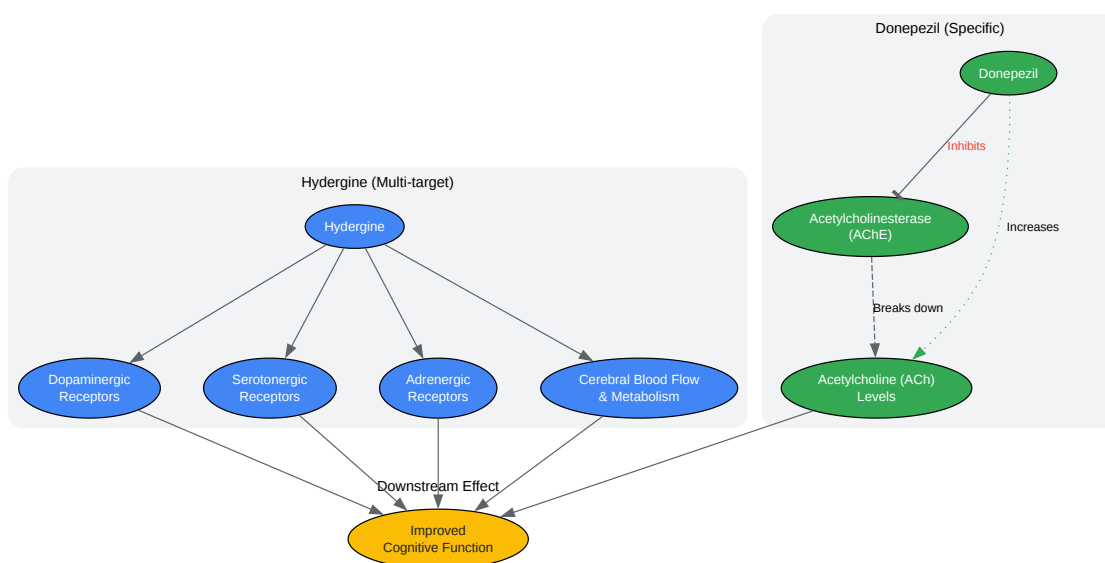 Donepezil (Specific)
Donepezil
Inhibits
Hydergine (Multi-target)
Hydergine
Acetylcholinesterase
(AChE)
Increases
Breaks down
Dopaminergic
Receptors
Serotonergic
Receptors
Adrenergic
Receptors
Cerebral Blood Flow
& Metabolism
Acetylcholine (ACh)
Levels
Downstream Effect
Improved
Cognitive Function